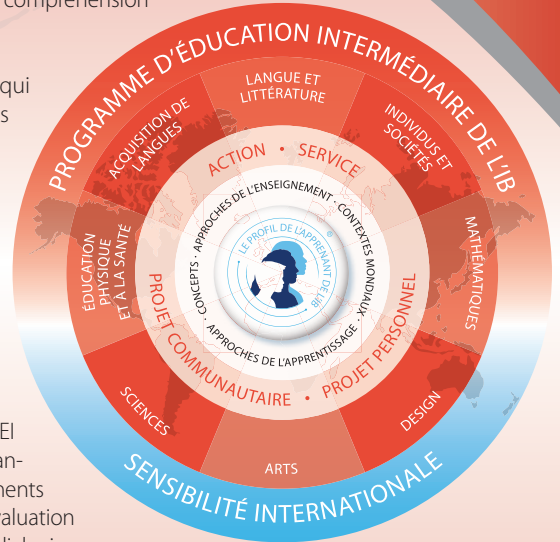 compréhension
qui
s
PROGRAMME D'ÉDUCATION INTERMÉDIAIRE DE L'IB
LANGUE ET
LITTÉRATURE
ACQUISITION DE
LANGUES
INDIVIDUS ET
SOCIÉTÉS
ACTION • SERVICE
APPROCHES DE L'ENSEIGNEMENT · CONTEXTES MONDIAUX ·
LE PROFIL DE L'APPRENANT DE L'IB
®
ÉDUCATION
PHYSIQUE
ET À LA SANTÉ
MATHÉMATIQUES
CONCEPTS · APPROCHES DE L'APPRENTISSAGE ·
PROJET COMMUNAUTAIRE • PROJET PERSONNEL
SCIENCES
DESIGN
ARTS
SENSIBILITÉ INTERNATIONALE
EI
an-
ments
valuation